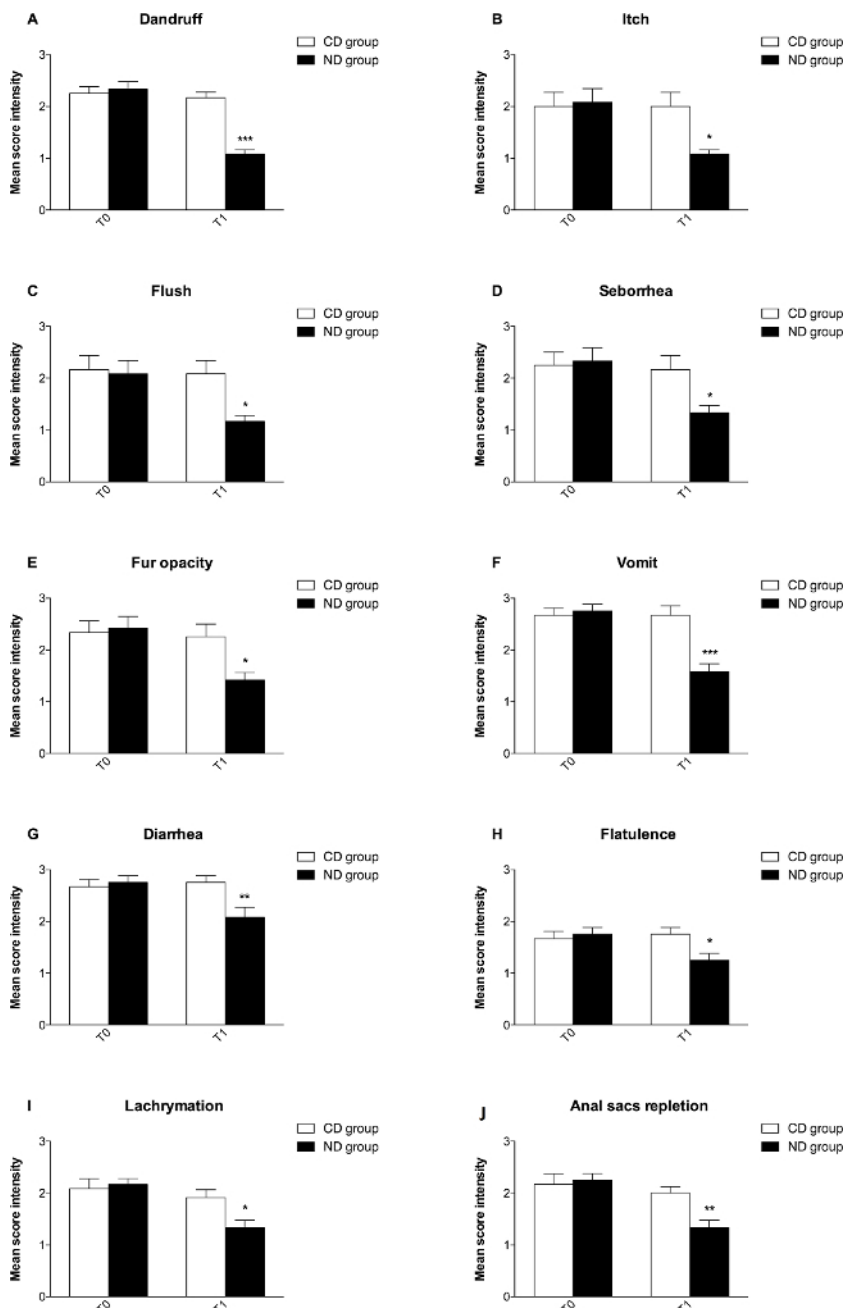 A Dandruff
CD group
ND group
Mean score intensity
3
2
1
0
***
T0
T1
B Itch
CD group
ND group
Mean score intensity
3
2
1
0
*
T0
T1
C Flush
CD group
ND group
Mean score intensity
3
2
1
0
*
T0
T1
D Seborrhea
CD group
ND group
Mean score intensity
3
2
1
0
*
T0
T1
E Fur opacity
CD group
ND group
Mean score intensity
3
2
1
0
*
T0
T1
F Vomit
CD group
ND group
Mean score intensity
3
2
1
0
***
T0
T1
G Diarrhea
CD group
ND group
Mean score intensity
3
2
1
0
**
T0
T1
H Flatulence
CD group
ND group
Mean score intensity
3
2
1
0
*
T0
T1
I Lachrymation
CD group
ND group
Mean score intensity
3
2
1
0
*
T0
T1
J Anal sacs repletion
CD group
ND group
Mean score intensity
3
2
1
0
**
T0
T1